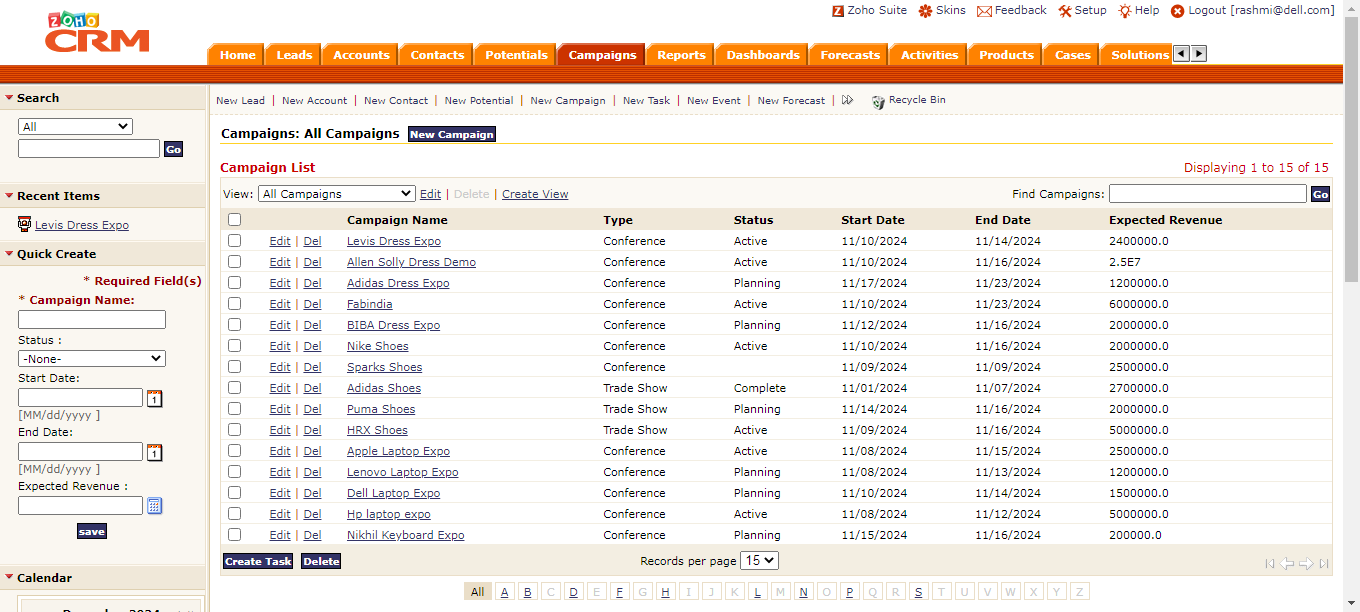 ZOHO CRM
Zoho Suite Skins Feedback Setup Help Logout [rashmi@dell.com]
Home Leads Accounts Contacts Potentials Campaigns Reports Dashboards Forecasts Activities Products Cases Solutions
Search
All
Go
Recent Items
Levis Dress Expo
Quick Create
* Required Field(s)
* Campaign Name:
Status :
-None-
Start Date:
1
[MM/dd/yyyy ]
End Date:
1
[MM/dd/yyyy ]
Expected Revenue :
save
Calendar
New Lead | New Account | New Contact | New Potential | New Campaign | New Task | New Event | New Forecast | Recycle Bin
Campaigns: All Campaigns New Campaign
Campaign List Displaying 1 to 15 of 15
View: All Campaigns Edit | Delete | Create View Find Campaigns: Go
Campaign Name Type Status Start Date End Date Expected Revenue
Edit | Del Levis Dress Expo Conference Active 11/10/2024 11/14/2024 2400000.0
Edit | Del Allen Solly Dress Demo Conference Active 11/10/2024 11/16/2024 2.5E7
Edit | Del Adidas Dress Expo Conference Planning 11/17/2024 11/23/2024 1200000.0
Edit | Del Fabindia Conference Active 11/10/2024 11/23/2024 6000000.0
Edit | Del BIBA Dress Expo Conference Planning 11/12/2024 11/16/2024 2000000.0
Edit | Del Nike Shoes Conference Active 11/10/2024 11/16/2024 2000000.0
Edit | Del Sparks Shoes Conference 11/09/2024 11/09/2024 2500000.0
Edit | Del Adidas Shoes Trade Show Complete 11/01/2024 11/07/2024 2700000.0
Edit | Del Puma Shoes Trade Show Planning 11/14/2024 11/16/2024 2000000.0
Edit | Del HRX Shoes Trade Show Active 11/09/2024 11/16/2024 5000000.0
Edit | Del Apple Laptop Expo Conference Active 11/08/2024 11/15/2024 2500000.0
Edit | Del Lenovo Laptop Expo Conference Planning 11/08/2024 11/13/2024 1200000.0
Edit | Del Dell Laptop Expo Conference Planning 11/10/2024 11/14/2024 1500000.0
Edit | Del Hp laptop expo Conference Active 11/08/2024 11/12/2024 5000000.0
Edit | Del Nikhil Keyboard Expo Conference Planning 11/15/2024 11/16/2024 200000.0
Create Task Delete Records per page 15
All A B C D E F G H I J K L M N O P Q R S T U V W X Y Z